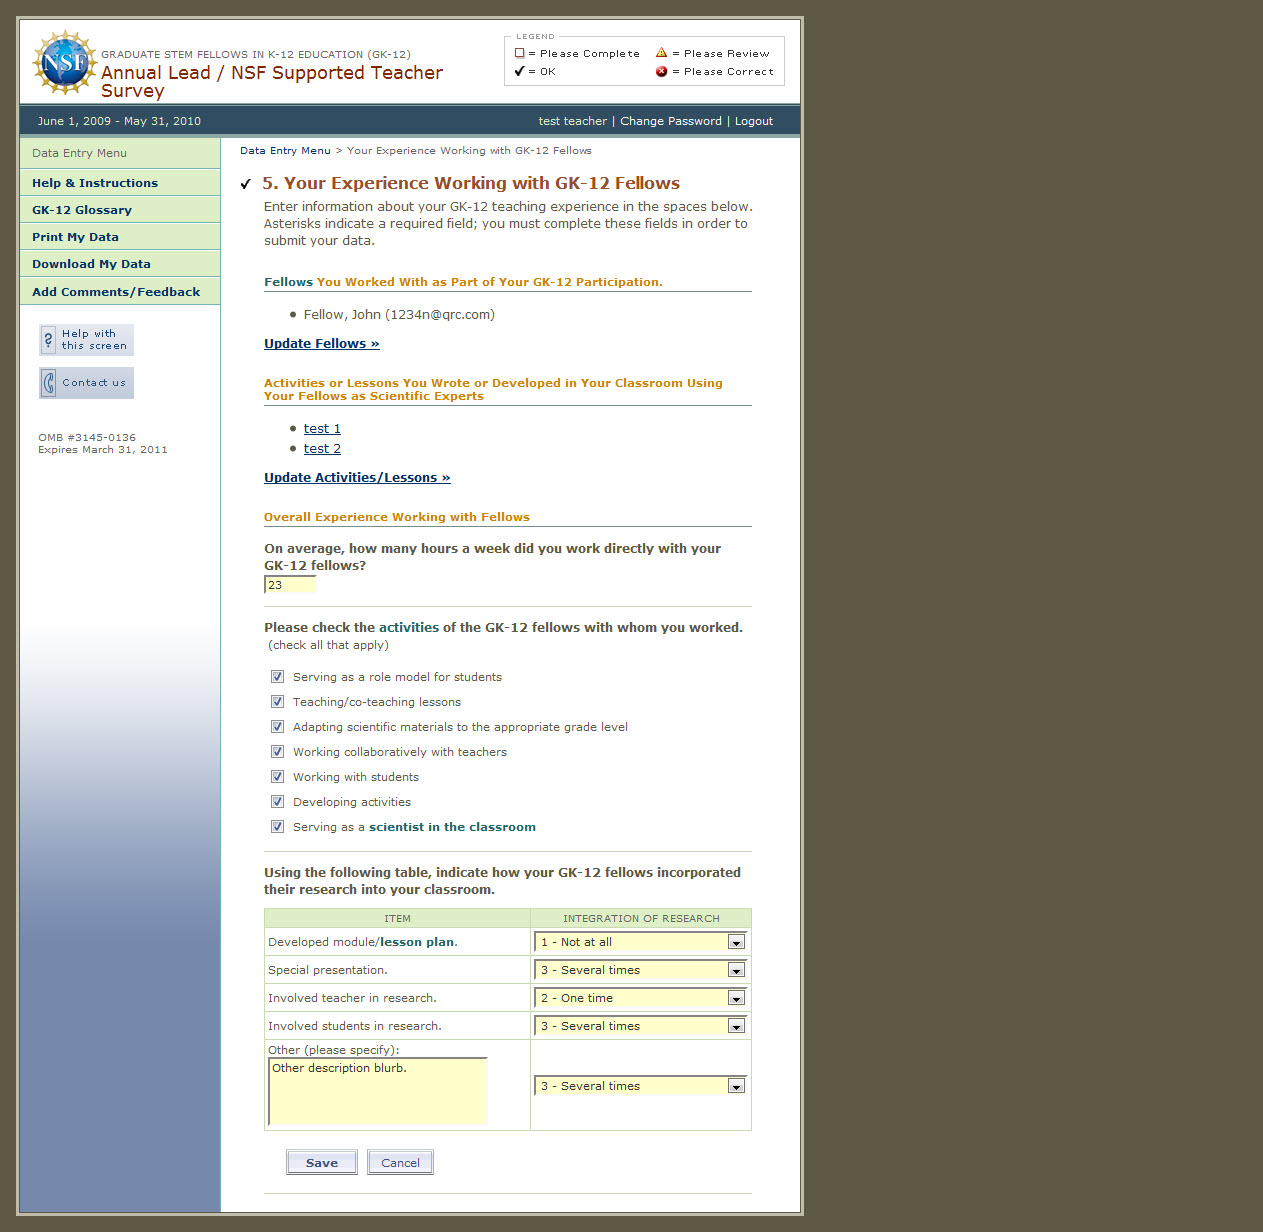 NSF
GRADUATE STEM FELLOWS IN K-12 EDUCATION (GK-12)
Annual Lead / NSF Supported Teacher
Survey
LEGEND
= Please Complete
= Please Review
= OK
= Please Correct
June 1, 2009 - May 31, 2010
test teacher | Change Password | Logout
Data Entry Menu
Help & Instructions
GK-12 Glossary
Print My Data
Download My Data
Add Comments/Feedback
Help with
this screen
Contact us
OMB #3145-0136
Expires March 31, 2011
Data Entry Menu > Your Experience Working with GK-12 Fellows
5. Your Experience Working with GK-12 Fellows
Enter information about your GK-12 teaching experience in the spaces below.
Asterisks indicate a required field; you must complete these fields in order to
submit your data.
Fellows You Worked With as Part of Your GK-12 Participation.
Fellow, John (1234n@qrc.com)
Update Fellows »
Activities or Lessons You Wrote or Developed in Your Classroom Using
Your Fellows as Scientific Experts
test 1
test 2
Update Activities/Lessons »
Overall Experience Working with Fellows
On average, how many hours a week did you work directly with your
GK-12 fellows?
23
Please check the activities of the GK-12 fellows with whom you worked.
(check all that apply)
Serving as a role model for students
Teaching/co-teaching lessons
Adapting scientific materials to the appropriate grade level
Working collaboratively with teachers
Working with students
Developing activities
Serving as a scientist in the classroom
Using the following table, indicate how your GK-12 fellows incorporated
their research into your classroom.
ITEM
INTEGRATION OF RESEARCH
Developed module/lesson plan.
1 - Not at all
Special presentation.
3 - Several times
Involved teacher in research.
2 - One time
Involved students in research.
3 - Several times
Other (please specify):
Other description blurb.
3 - Several times
Save
Cancel